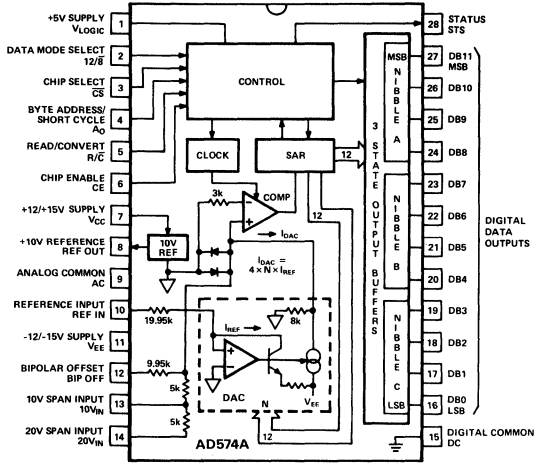 +5V SUPPLY
VLOGIC
1
DATA MODE SELECT
12/8̅
2
CHIP SELECT
C̅S̅
3
BYTE ADDRESS/
SHORT CYCLE
AO
4
READ/CONVERT
R/C̅
5
CHIP ENABLE
CE
6
+12/+15V SUPPLY
VCC
7
+10V REFERENCE
REF OUT
8
ANALOG COMMON
AC
9
REFERENCE INPUT
REF IN
10
-12/-15V SUPPLY
VEE
11
BIPOLAR OFFSET
BIP OFF
12
10V SPAN INPUT
10VIN
13
20V SPAN INPUT
20VIN
14
CONTROL
CLOCK
SAR
12
COMP
3k
12
10V
REF
IDAC
IDAC =
4 × N × IREF
19.95k
IREF
8k
9.95k
5k
5k
DAC
N
VEE
12
AD574A
3 STATE OUTPUT BUFFERS
MSB
NIBBLE A
NIBBLE B
NIBBLE C
LSB
28
STATUS
STS
27
DB11
MSB
26
DB10
25
DB9
24
DB8
23
DB7
22
DB6
21
DB5
20
DB4
19
DB3
18
DB2
17
DB1
16
DB0
LSB
15
DIGITAL COMMON
DC
DIGITAL
DATA
OUTPUTS